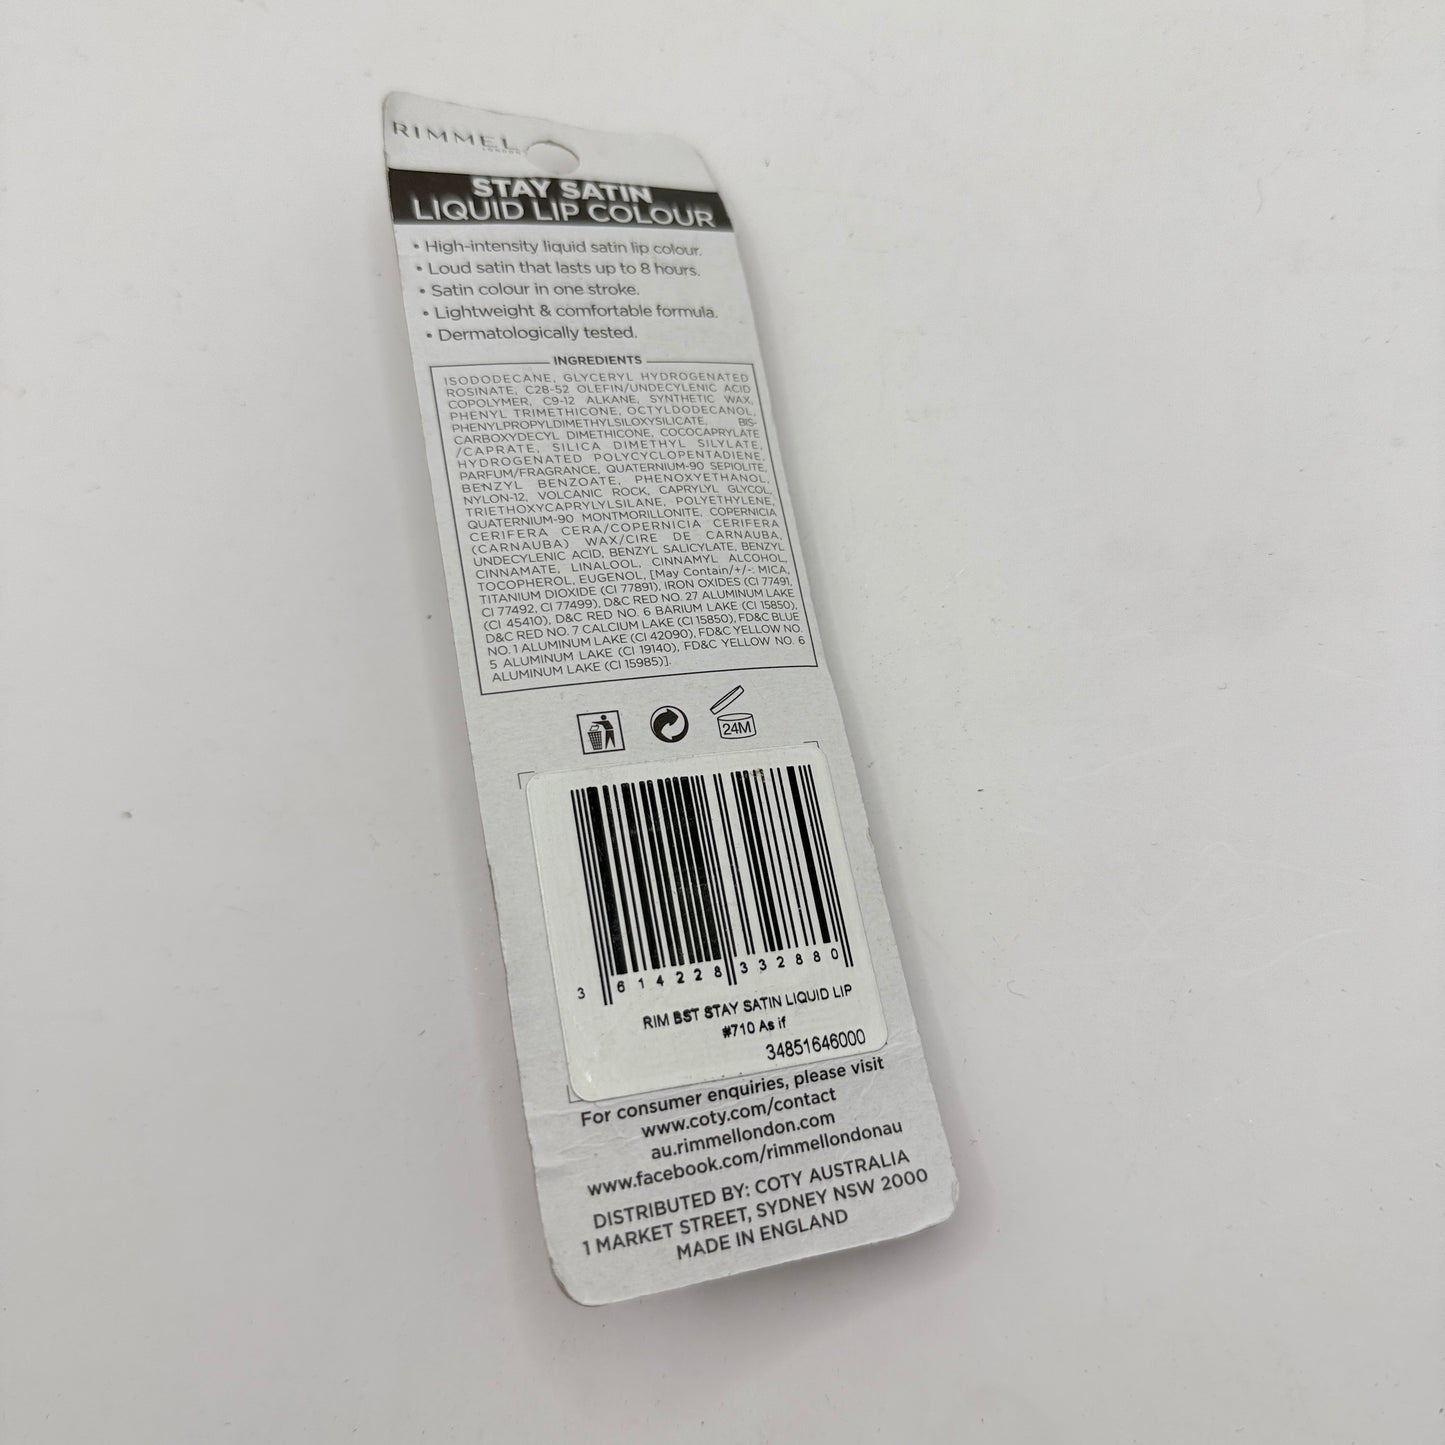 RIMMEL
LONDON
STAY SATIN
LIQUID LIP COLOUR
• High-intensity liquid satin lip colour.
• Loud satin that lasts up to 8 hours.
• Satin colour in one stroke.
• Lightweight & comfortable formula.
• Dermatologically tested.
INGREDIENTS
ISODODECANE, GLYCERYL HYDROGENATED
ROSINATE, C28-52 OLEFIN/UNDECYLENIC ACID
COPOLYMER, C9-12 ALKANE, SYNTHETIC WAX,
PHENYL TRIMETHICONE, OCTYLDODECANOL,
PHENYLPROPYLDIMETHYLSILOXYSILICATE, BIS-
CARBOXYDECYL DIMETHICONE, COCOCAPRYLATE
/CAPRATE, SILICA DIMETHYL SILYLATE,
HYDROGENATED POLYCYCLOPENTADIENE,
PARFUM/FRAGRANCE, QUATERNIUM-90 SEPIOLITE,
BENZYL BENZOATE, PHENOXYETHANOL,
NYLON-12, VOLCANIC ROCK, CAPRYLYL GLYCOL,
TRIETHOXYCAPRYLYLSILANE, POLYETHYLENE,
QUATERNIUM-90 MONTMORILLONITE, COPERNICIA
CERIFERA CERA/COPERNICIA CERIFERA
(CARNAUBA) WAX/CIRE DE CARNAUBA,
UNDECYLENIC ACID, BENZYL SALICYLATE, BENZYL
CINNAMATE, LINALOOL, CINNAMYL ALCOHOL,
TOCOPHEROL, EUGENOL, [May Contain/+/-: MICA,
TITANIUM DIOXIDE (CI 77891), IRON OXIDES (CI 77491,
CI 77492, CI 77499), D&C RED NO. 27 ALUMINUM LAKE
(CI 45410), D&C RED NO. 6 BARIUM LAKE (CI 15850),
D&C RED NO. 7 CALCIUM LAKE (CI 15850), FD&C BLUE
NO. 1 ALUMINUM LAKE (CI 42090), FD&C YELLOW NO.
5 ALUMINUM LAKE (CI 19140), FD&C YELLOW NO. 6
ALUMINUM LAKE (CI 15985)].
24M
3 614228 332880
RIM BST STAY SATIN LIQUID LIP
#710 As if
34851646000
For consumer enquiries, please visit
www.coty.com/contact
au.rimmellondon.com
www.facebook.com/rimmellondonau
DISTRIBUTED BY: COTY AUSTRALIA
1 MARKET STREET, SYDNEY NSW 2000
MADE IN ENGLAND